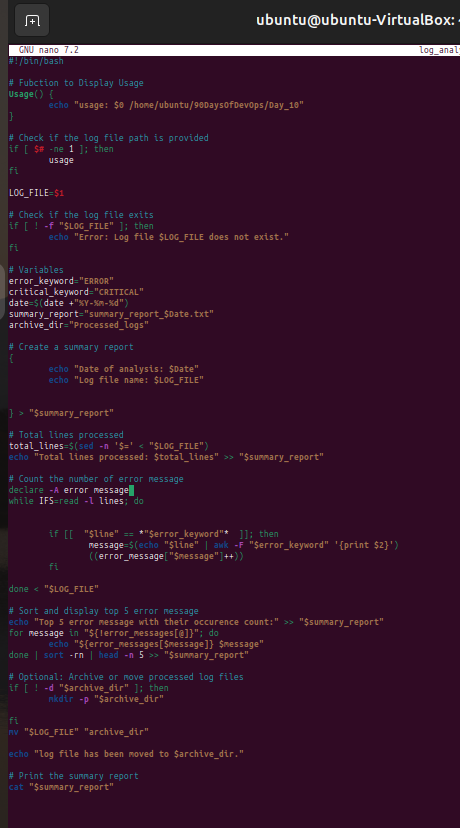 ubuntu@ubuntu-VirtualBox:
GNU nano 7.2 log_anal
#!/bin/bash
# Fubction to Display Usage
Usage() {
echo "usage: $0 /home/ubuntu/90DaysOfDevOps/Day_10"
}
# Check if the log file path is provided
if [ $# -ne 1 ]; then
usage
fi
LOG_FILE=$1
# Check if the log file exits
if [ ! -f "$LOG_FILE" ]; then
echo "Error: Log file $LOG_FILE does not exist."
fi
# Variables
error_keyword="ERROR"
critical_keyword="CRITICAL"
date=$(date +"%Y-%m-%d")
summary_report="summary_report_$Date.txt"
archive_dir="Processed_logs"
# Create a summary report
{
echo "Date of analysis: $Date"
echo "Log file name: $LOG_FILE"
} > "$summary_report"
# Total lines processed
total_lines=$(sed -n '$=' < "$LOG_FILE")
echo "Total lines processed: $total_lines" >> "$summary_report"
# Count the number of error message
declare -A error_message
while IFS=read -l lines; do
if [[ "$line" == *"$error_keyword"* ]]; then
message=$(echo "$line" | awk -F "$error_keyword" '{print $2}')
((error_message["$message"]++))
fi
done < "$LOG_FILE"
# Sort and display top 5 error message
echo "Top 5 error message with their occurence count:" >> "$summary_report"
for message in "${!error_messages[@]}"; do
echo "${error_messages[$message]} $message"
done | sort -rn | head -n 5 >> "$summary_report"
# Optional: Archive or move processed log files
if [ ! -d "$archive_dir" ]; then
mkdir -p "$archive_dir"
fi
mv "$LOG_FILE" "archive_dir"
echo "log file has been moved to $archive_dir."
# Print the summary report
cat "$summary_report"